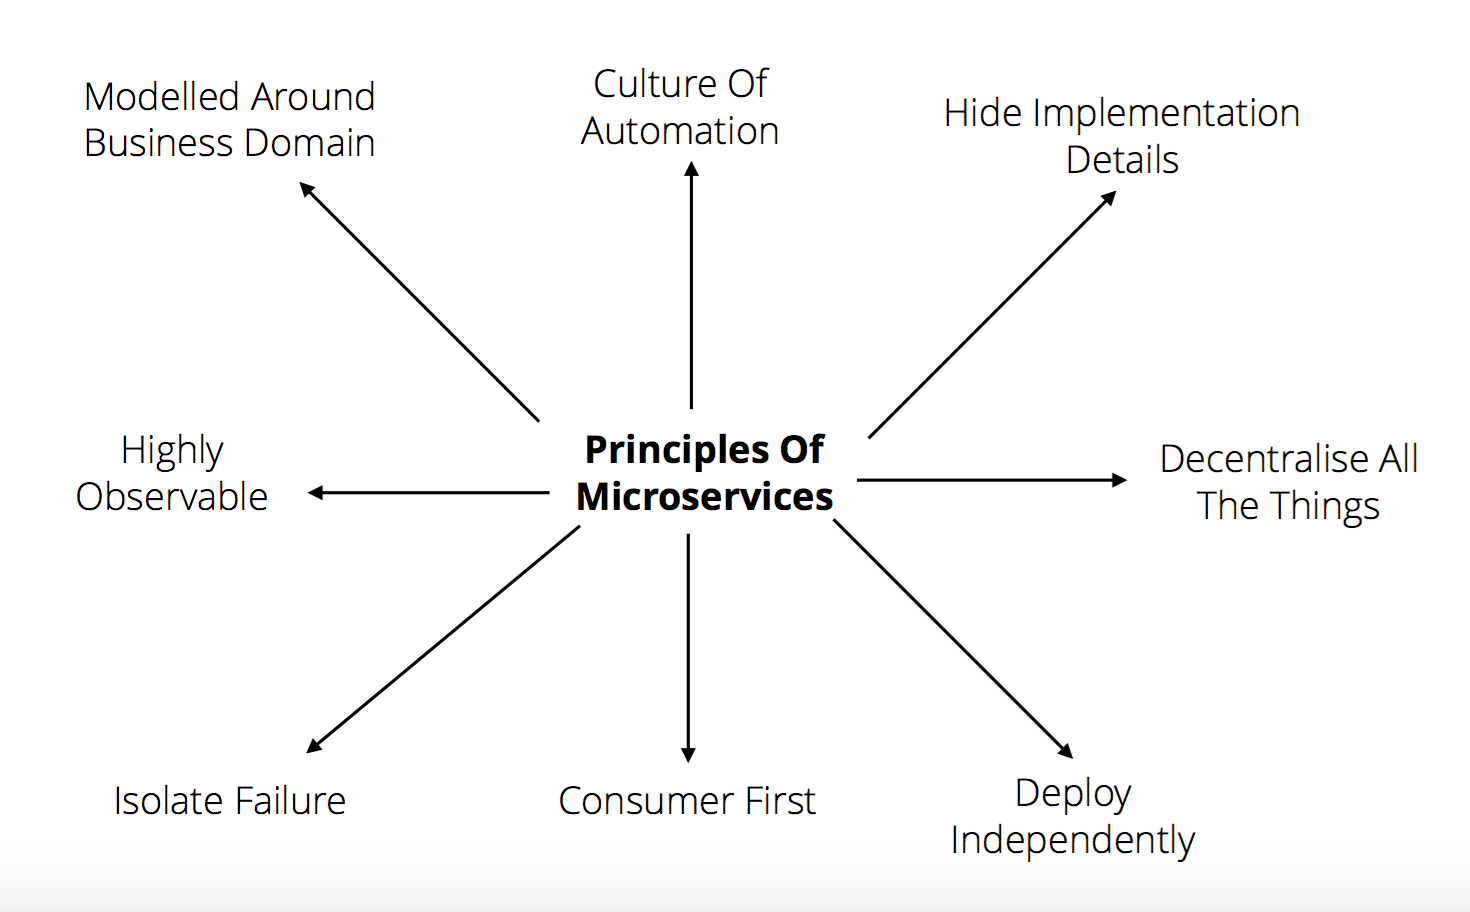 Modelled Around
Business Domain
Culture Of
Automation
Hide Implementation
Details
Highly
Observable
Principles Of
Microservices
Decentralise All
The Things
Isolate Failure
Consumer First
Deploy
Independently